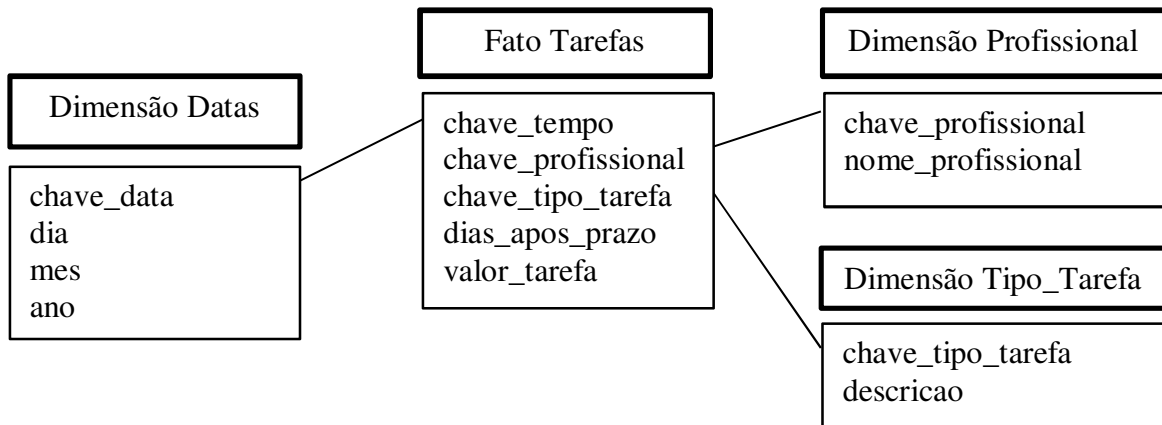 Dimensão Datas
chave_data
dia
mes
ano
Fato Tarefas
chave_tempo
chave_profissional
chave_tipo_tarefa
dias_apos_prazo
valor_tarefa
Dimensão Profissional
chave_profissional
nome_profissional
Dimensão Tipo_Tarefa
chave_tipo_tarefa
descricao